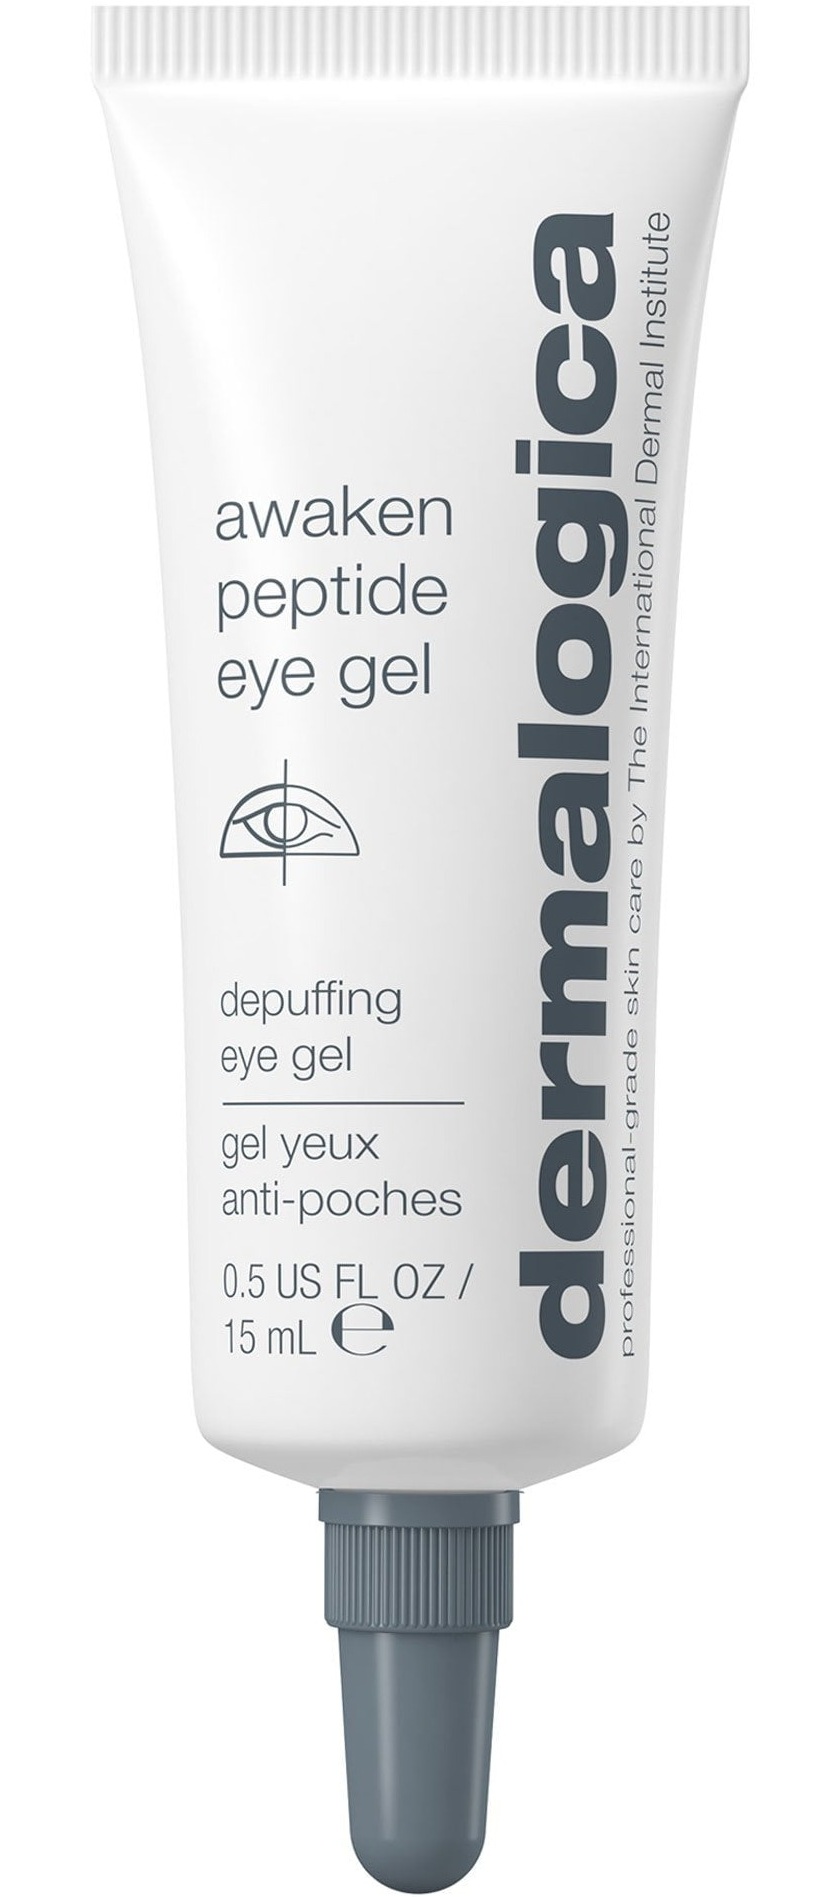 awaken
peptide
eye gel
depuffing
eye gel
gel yeux
anti-poches
0.5 US FL OZ /
15 mL ℮
dermalogica
professional-grade skin care by The International Dermal Institute